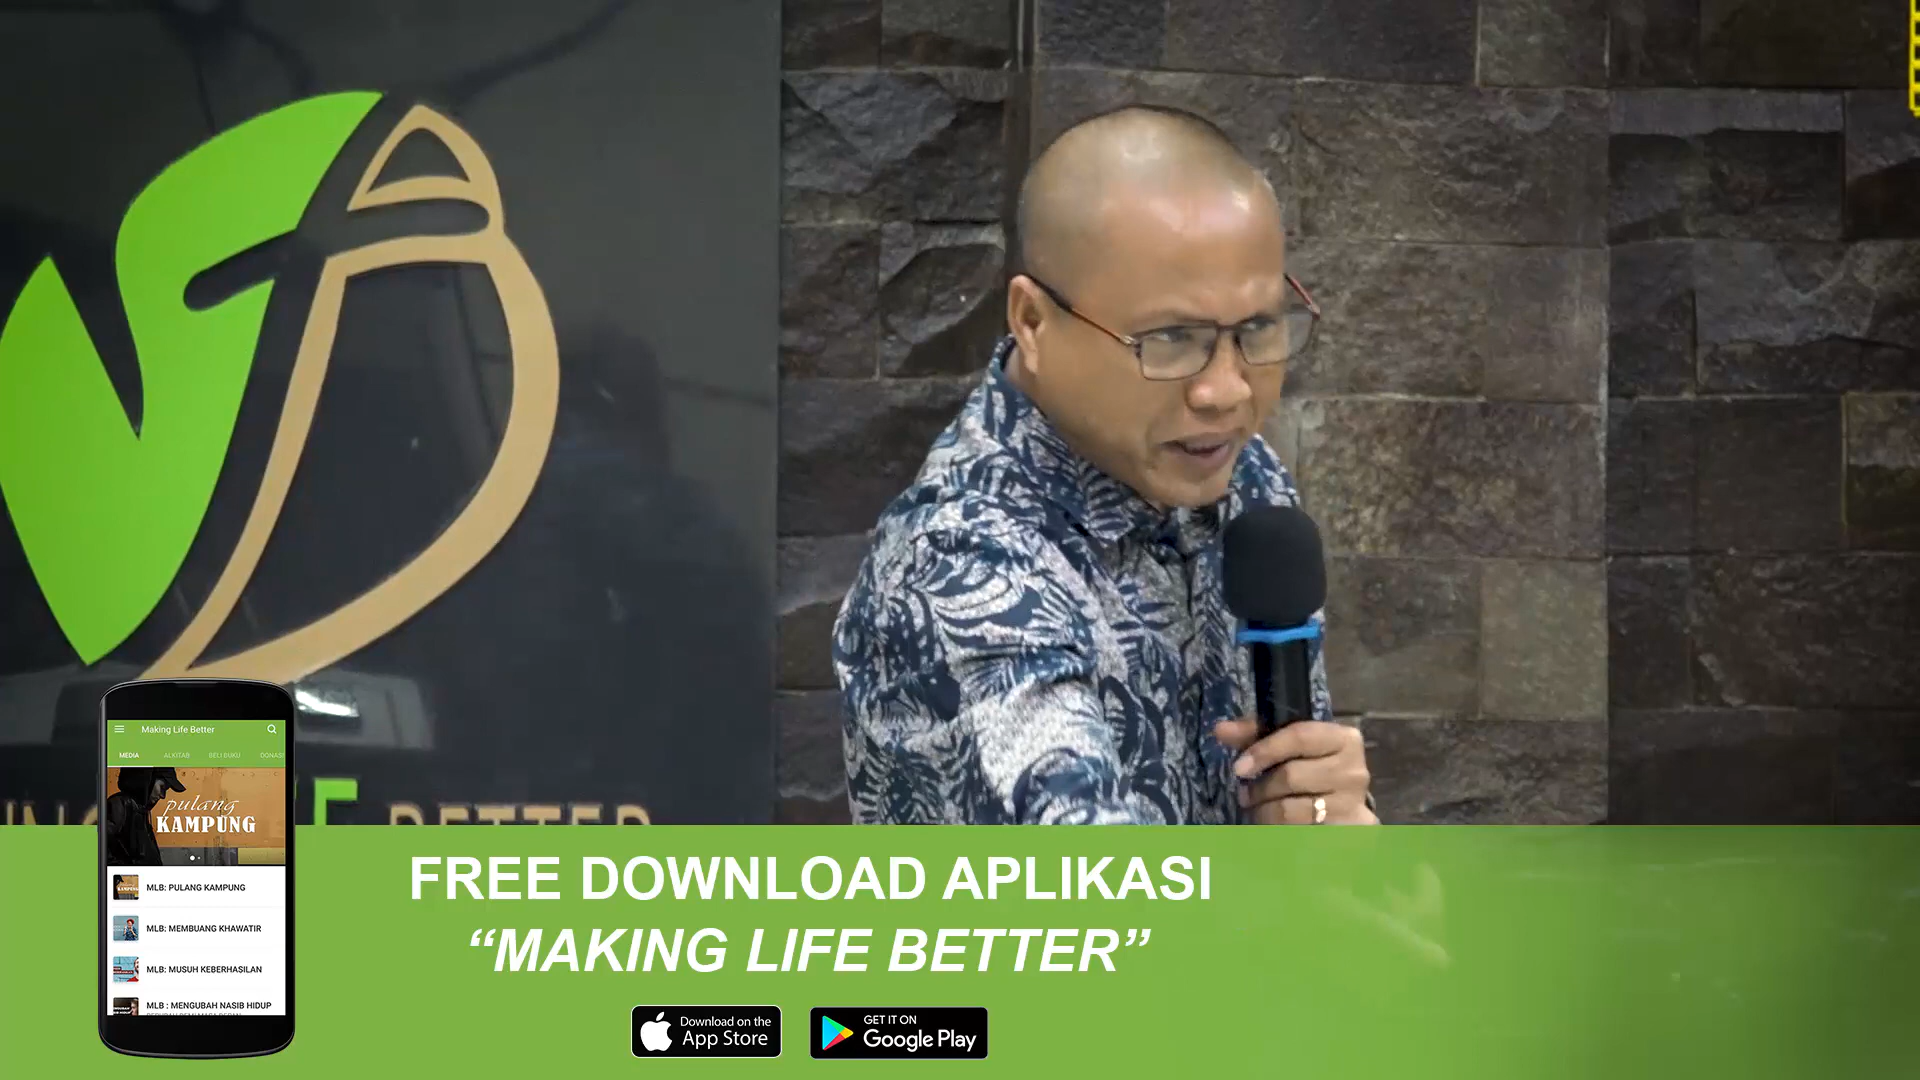 BETTER
Making Life Better
MEDIA ALKITAB BELI BUKU DONASI
pulang
KAMPUNG
MLB: PULANG KAMPUNG
MLB: MEMBUANG KHAWATIR
MLB: MUSUH KEBERHASILAN
MLB : MENGUBAH NASIB HIDUP
FREE DOWNLOAD APLIKASI
“MAKING LIFE BETTER”
Download on the
App Store
GET IT ON
Google Play